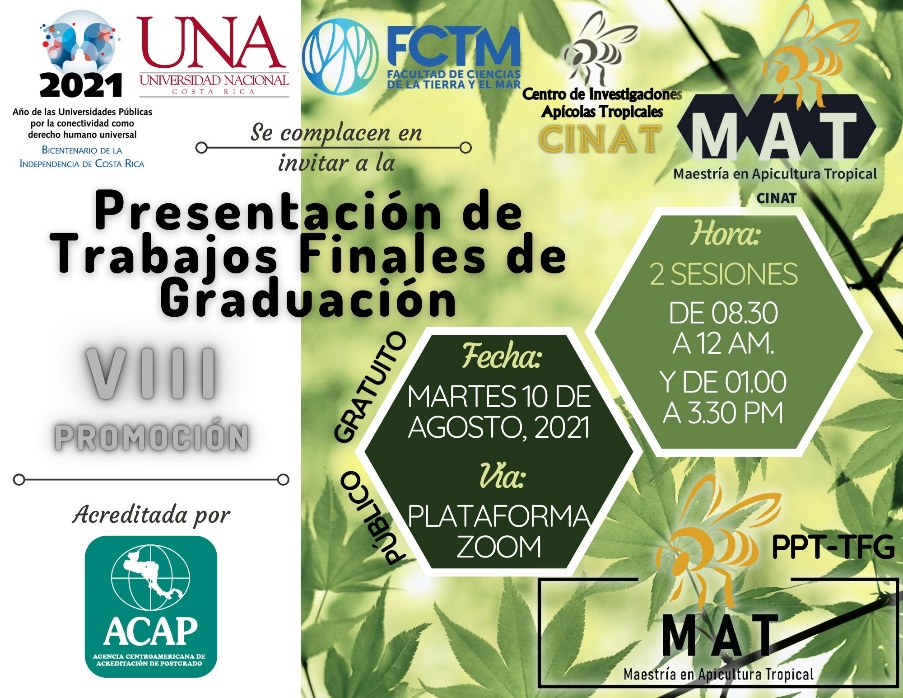 2021
Año de las Universidades Públicas
por la conectividad como
derecho humano universal
BICENTENARIO DE LA
INDEPENDENCIA DE COSTA RICA
UNA
UNIVERSIDAD NACIONAL
COSTA RICA
FCTM
FACULTAD DE CIENCIAS
DE LA TIERRA Y EL MAR
Centro de Investigaciones
Apícolas Tropicales
CINAT
MAT
Maestría en Apicultura Tropical
CINAT
Se complacen en
invitar a la
Presentación de
Trabajos Finales de
Graduación
VIII
PROMOCIÓN
Hora:
2 SESIONES
DE 08.30
A 12 AM.
Y DE 01.00
A 3.30 PM
GRATUITO
PÚBLICO
Fecha:
MARTES 10 DE
AGOSTO, 2021
Vía:
PLATAFORMA
ZOOM
Acreditada por
ACAP
AGENCIA CENTROAMERICANA DE
ACREDITACIÓN DE POSTGRADO
PPT-TFG
MAT
Maestría en Apicultura Tropical